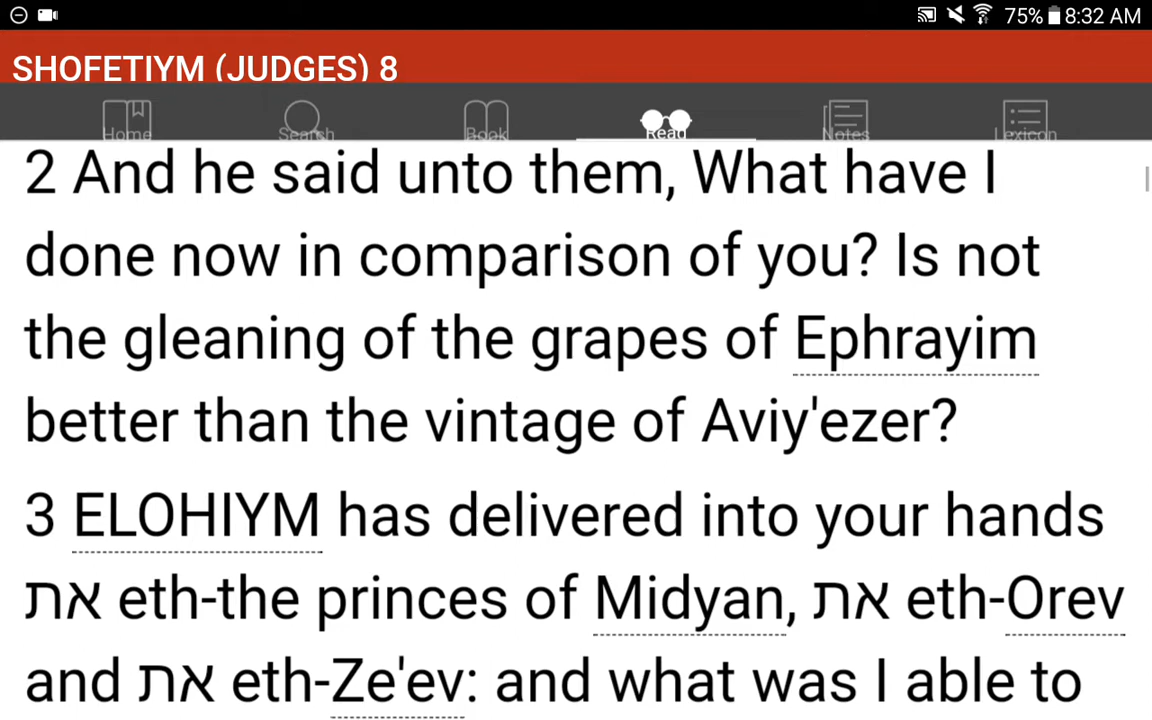 75% 8:32 AM
SHOFETIYM (JUDGES) 8
Home Search Book Read Notes Lexicon
2 And he said unto them, What have I
done now in comparison of you? Is not
the gleaning of the grapes of Ephrayim
better than the vintage of Aviy'ezer?
3 ELOHIYM has delivered into your hands
את eth-the princes of Midyan, את eth-Orev
and את eth-Ze'ev: and what was I able to